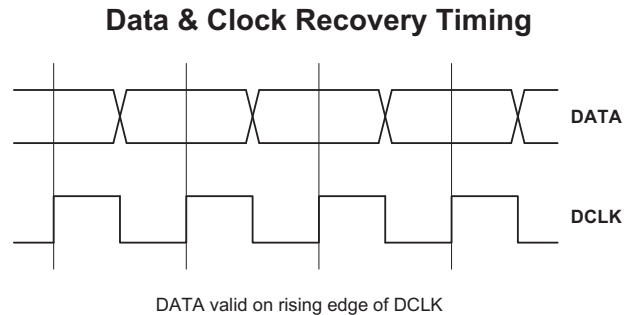 Data & Clock Recovery Timing
DATA
DCLK
DATA valid on rising edge of DCLK